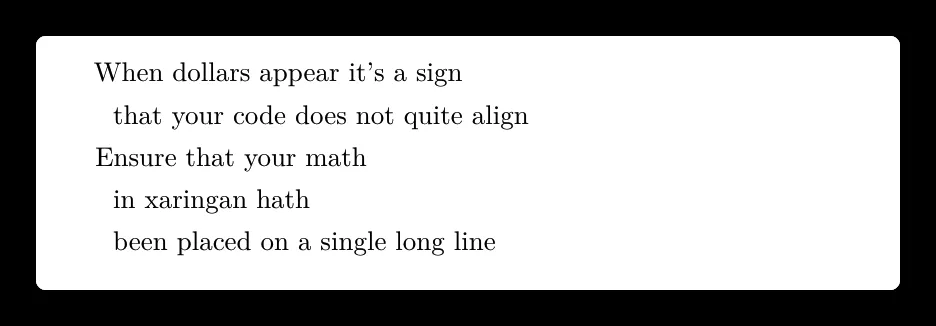 When dollars appear it's a sign
that your code does not quite align
Ensure that your math
in xaringan hath
been placed on a single long line